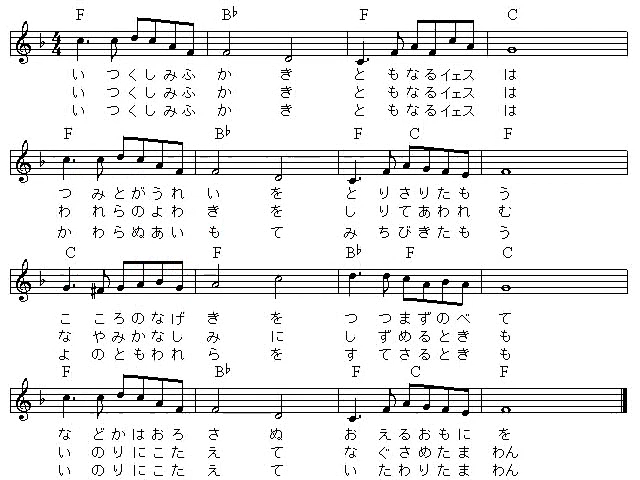 F B♭ F C
4/4
い つくしみふ か き と もなるイェス は
い つくしみふ か き と もなるイェス は
い つくしみふ か き と もなるイェス は
F B♭ F C F
つ みとがうれ い を と りさりたも う
わ れらのよわ き を し りてあわれ む
か わらぬあい も て み ちびきたも う
C F B♭ F C
こ ころのなげ き を つ つまずのべ て
な やみかなし み に し ずめるとき も
よ のともわれ ら を す てさるとき も
F B♭ F C F
な どかはおろ さ ぬ お えるおもに を
い のりにこた え て な ぐさめたま わん
い のりにこた え て い たわりたま わん